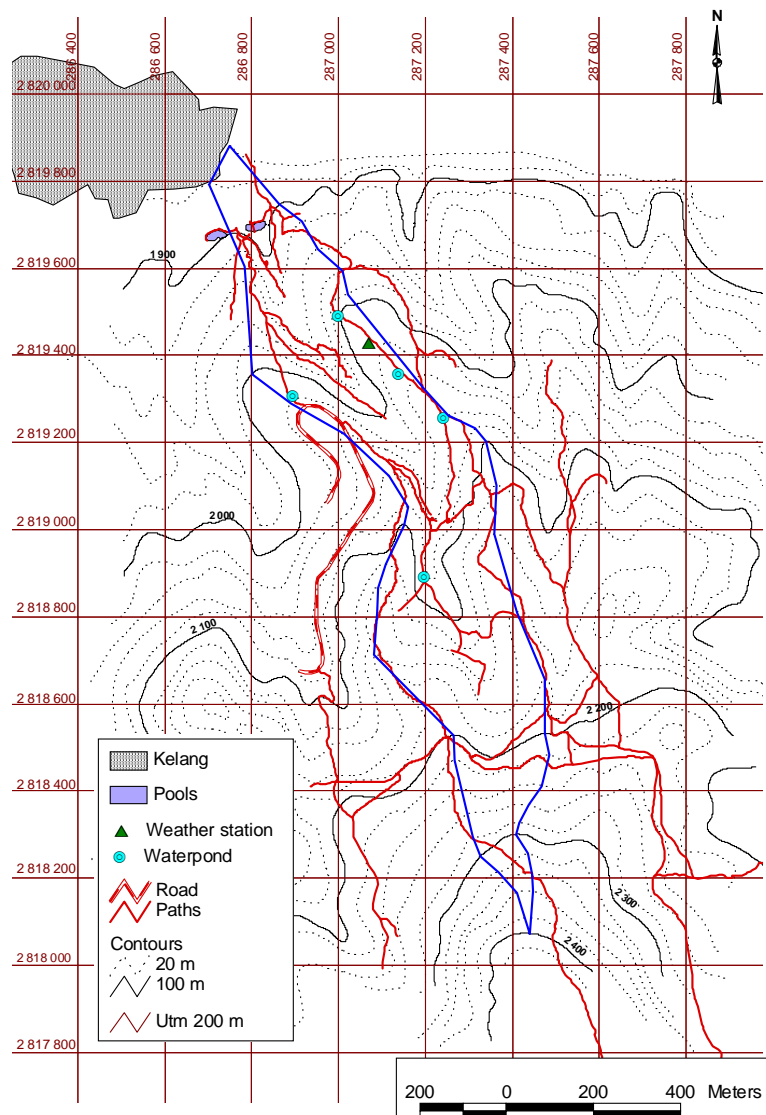 N
286 400
286 600
286 800
287 000
287 200
287 400
287 600
287 800
2 820 000
2 819 800
2 819 600
2 819 400
2 819 200
2 819 000
2 818 800
2 818 600
2 818 400
2 818 200
2 818 000
2 817 800
1 900
2 000
2 100
2 200
2 300
2 400
Kelang
Pools
Weather station
Waterpond
Road
Paths
Contours
20 m
100 m
Utm 200 m
200 0 200 400 Meters